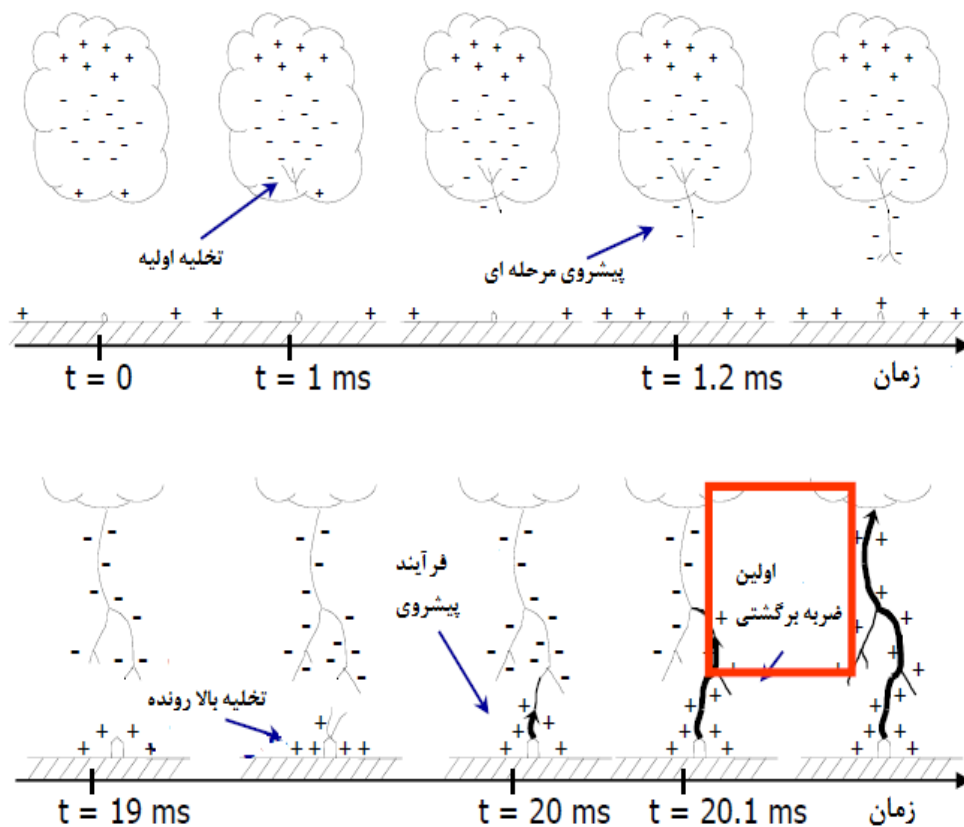 تخلیه اولیه
پیشروی مرحله ای
t = 0
t = 1 ms
t = 1.2 ms
زمان
فرآیند
پیشروی
اولین
ضربه برگشتی
تخلیه بالا رونده
t = 19 ms
t = 20 ms
t = 20.1 ms
زمان